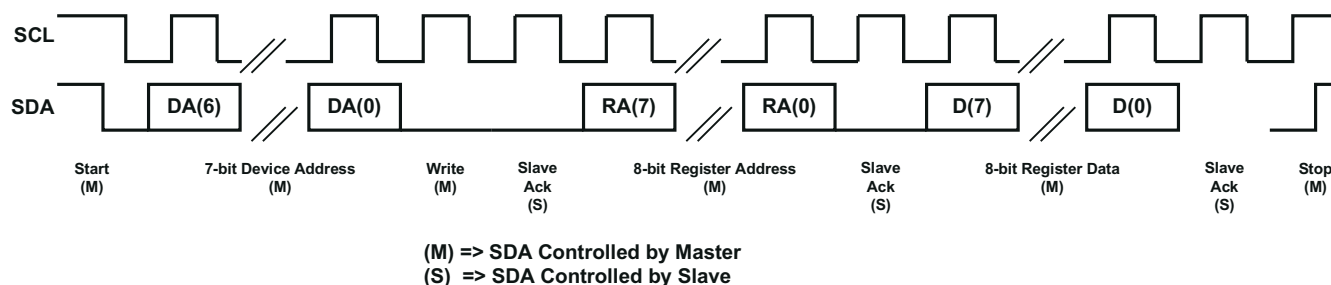 SCL
SDA
DA(6)
DA(0)
RA(7)
RA(0)
D(7)
D(0)
Start
(M)
7-bit Device Address
(M)
Write
(M)
Slave
Ack
(S)
8-bit Register Address
(M)
Slave
Ack
(S)
8-bit Register Data
(M)
Slave
Ack
(S)
Stop
(M)
(M) => SDA Controlled by Master
(S) => SDA Controlled by Slave